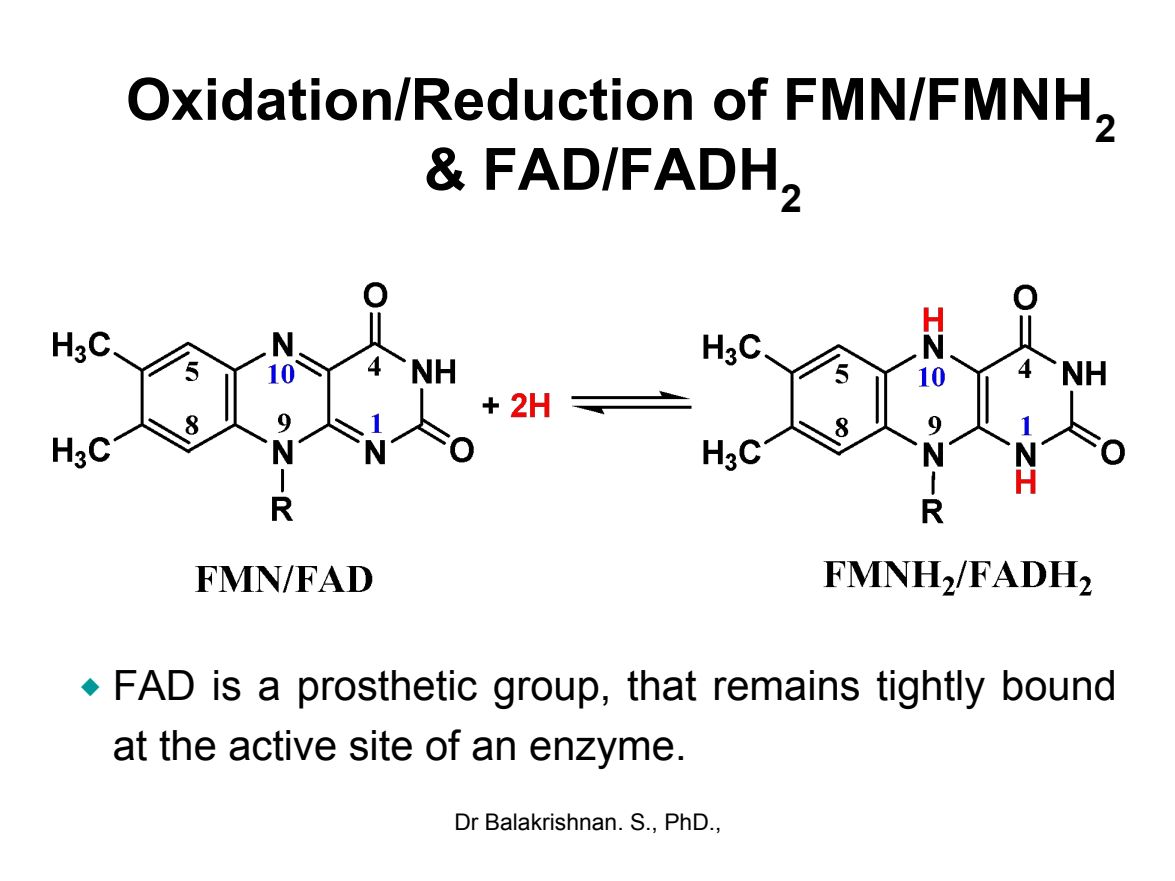 Oxidation/Reduction of FMN/FMNH₂
& FAD/FADH₂
O
H₃C
N
5
10
4
NH
+ 2H
8
9
1
H₃C
N
N
O
R
FMN/FAD
O
H
H₃C
N
5
10
4
NH
8
9
1
H₃C
N
N
O
H
R
FMNH₂/FADH₂
◆ FAD is a prosthetic group, that remains tightly bound
at the active site of an enzyme.
Dr Balakrishnan. S., PhD.,